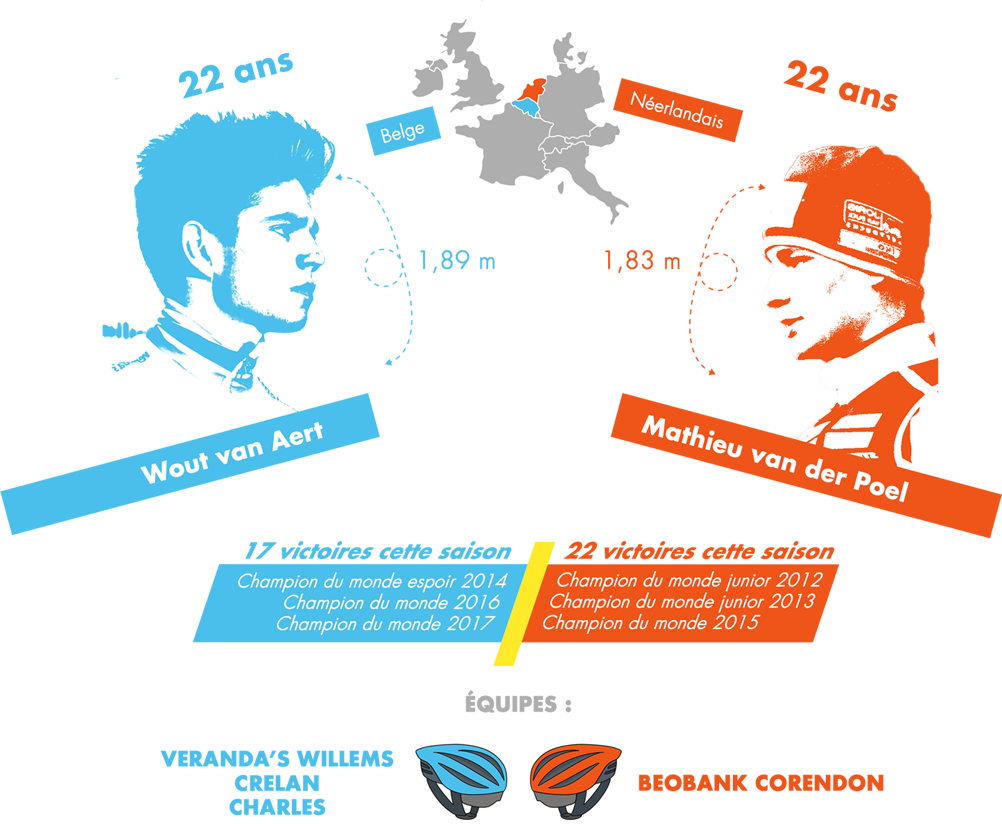 22 ans
22 ans
Belge
Néerlandais
1,89 m
1,83 m
Wout van Aert
Mathieu van der Poel
17 victoires cette saison
Champion du monde espoir 2014
Champion du monde 2016
Champion du monde 2017
22 victoires cette saison
Champion du monde junior 2012
Champion du monde junior 2013
Champion du monde 2015
ÉQUIPES :
VERANDA'S WILLEMS
CRELAN
CHARLES
BEOBANK CORENDON